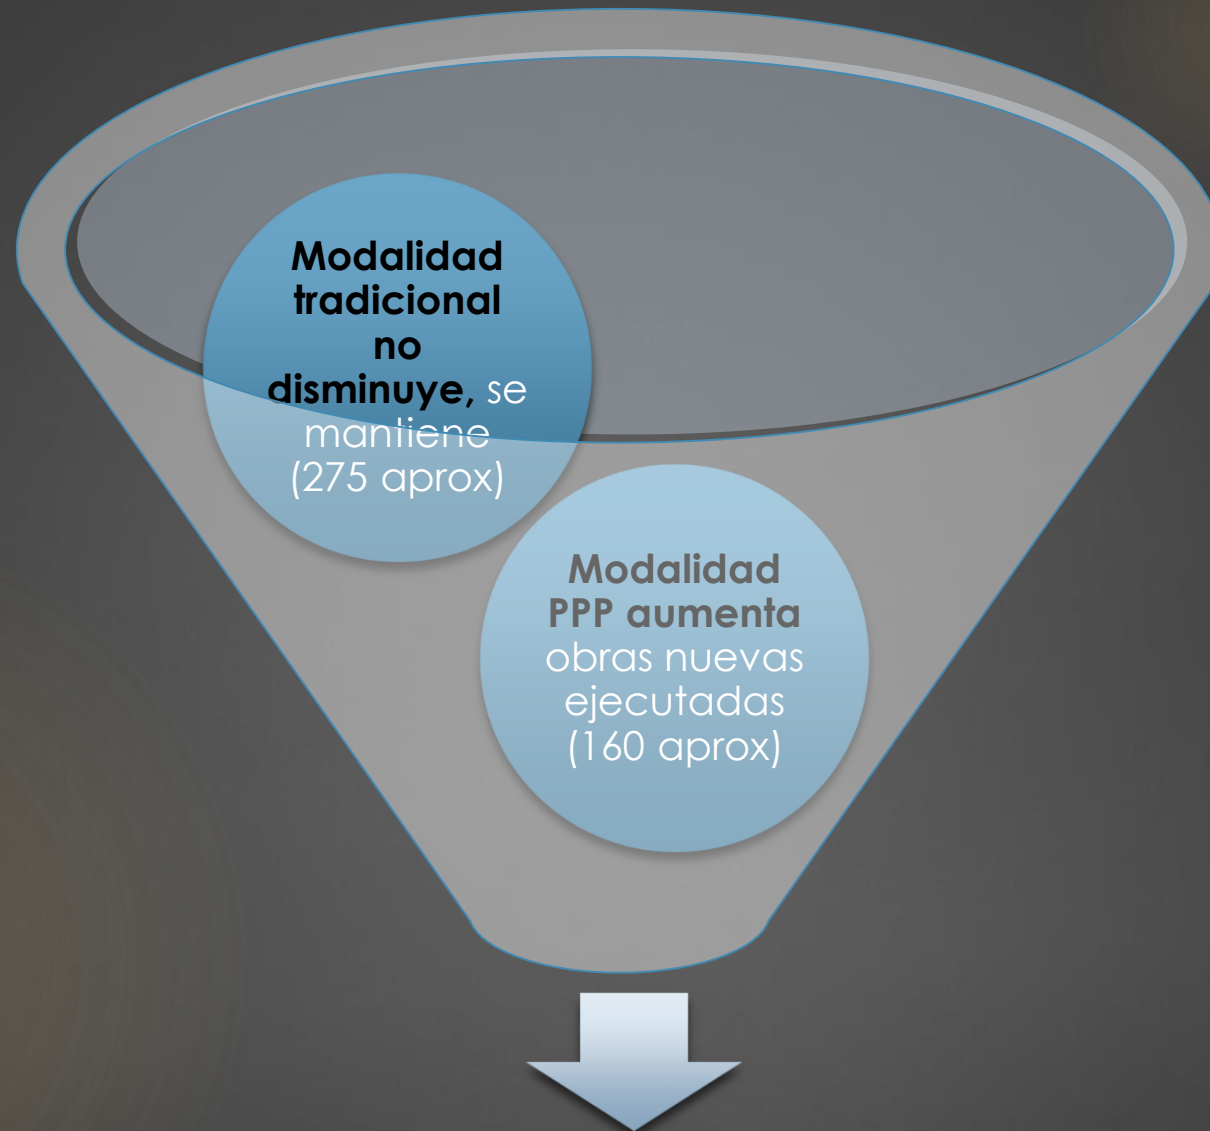 Modalidad
tradicional
no
disminuye, se
mantiene
(275 aprox)
Modalidad
PPP aumenta
obras nuevas
ejecutadas
(160 aprox)